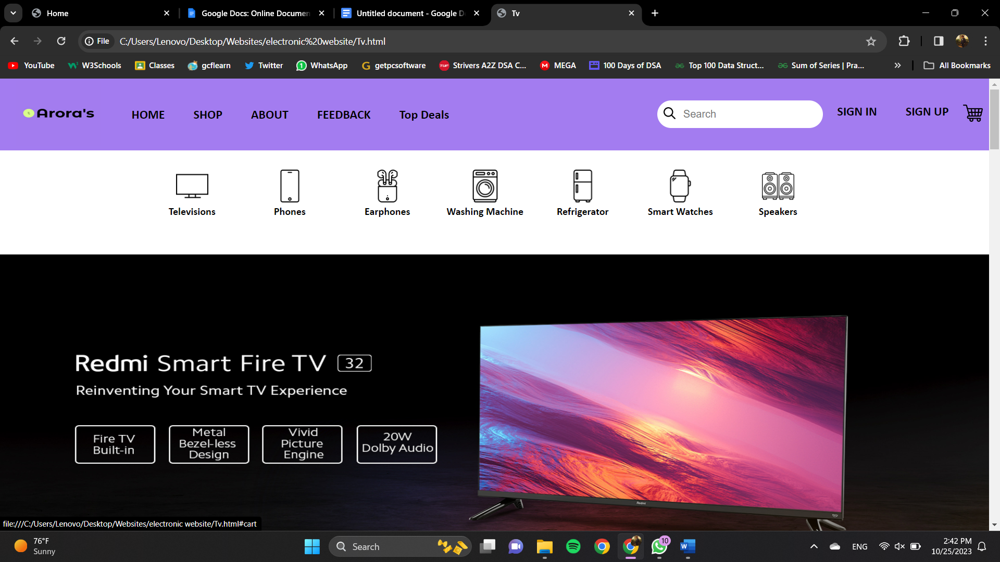 Home
Google Docs: Online Documen
Untitled document - Google D
Tv
File
C:/Users/Lenovo/Desktop/Websites/electronic%20website/Tv.html
YouTube
W3Schools
Classes
gcflearn
Twitter
WhatsApp
getpcsoftware
Strivers A2Z DSA C...
MEGA
100 Days of DSA
Top 100 Data Struct...
Sum of Series | Pra...
All Bookmarks
Arora's
HOME
SHOP
ABOUT
FEEDBACK
Top Deals
Search
SIGN IN
SIGN UP
Televisions
Phones
Earphones
Washing Machine
Refrigerator
Smart Watches
Speakers
Redmi Smart Fire TV 32
Reinventing Your Smart TV Experience
Fire TV
Built-in
Metal
Bezel-less
Design
Vivid
Picture
Engine
20W
Dolby Audio
Redmi
file:///C:/Users/Lenovo/Desktop/Websites/electronic website/Tv.html#cart
76°F
Sunny
Search
10
ENG
2:42 PM
10/25/2023